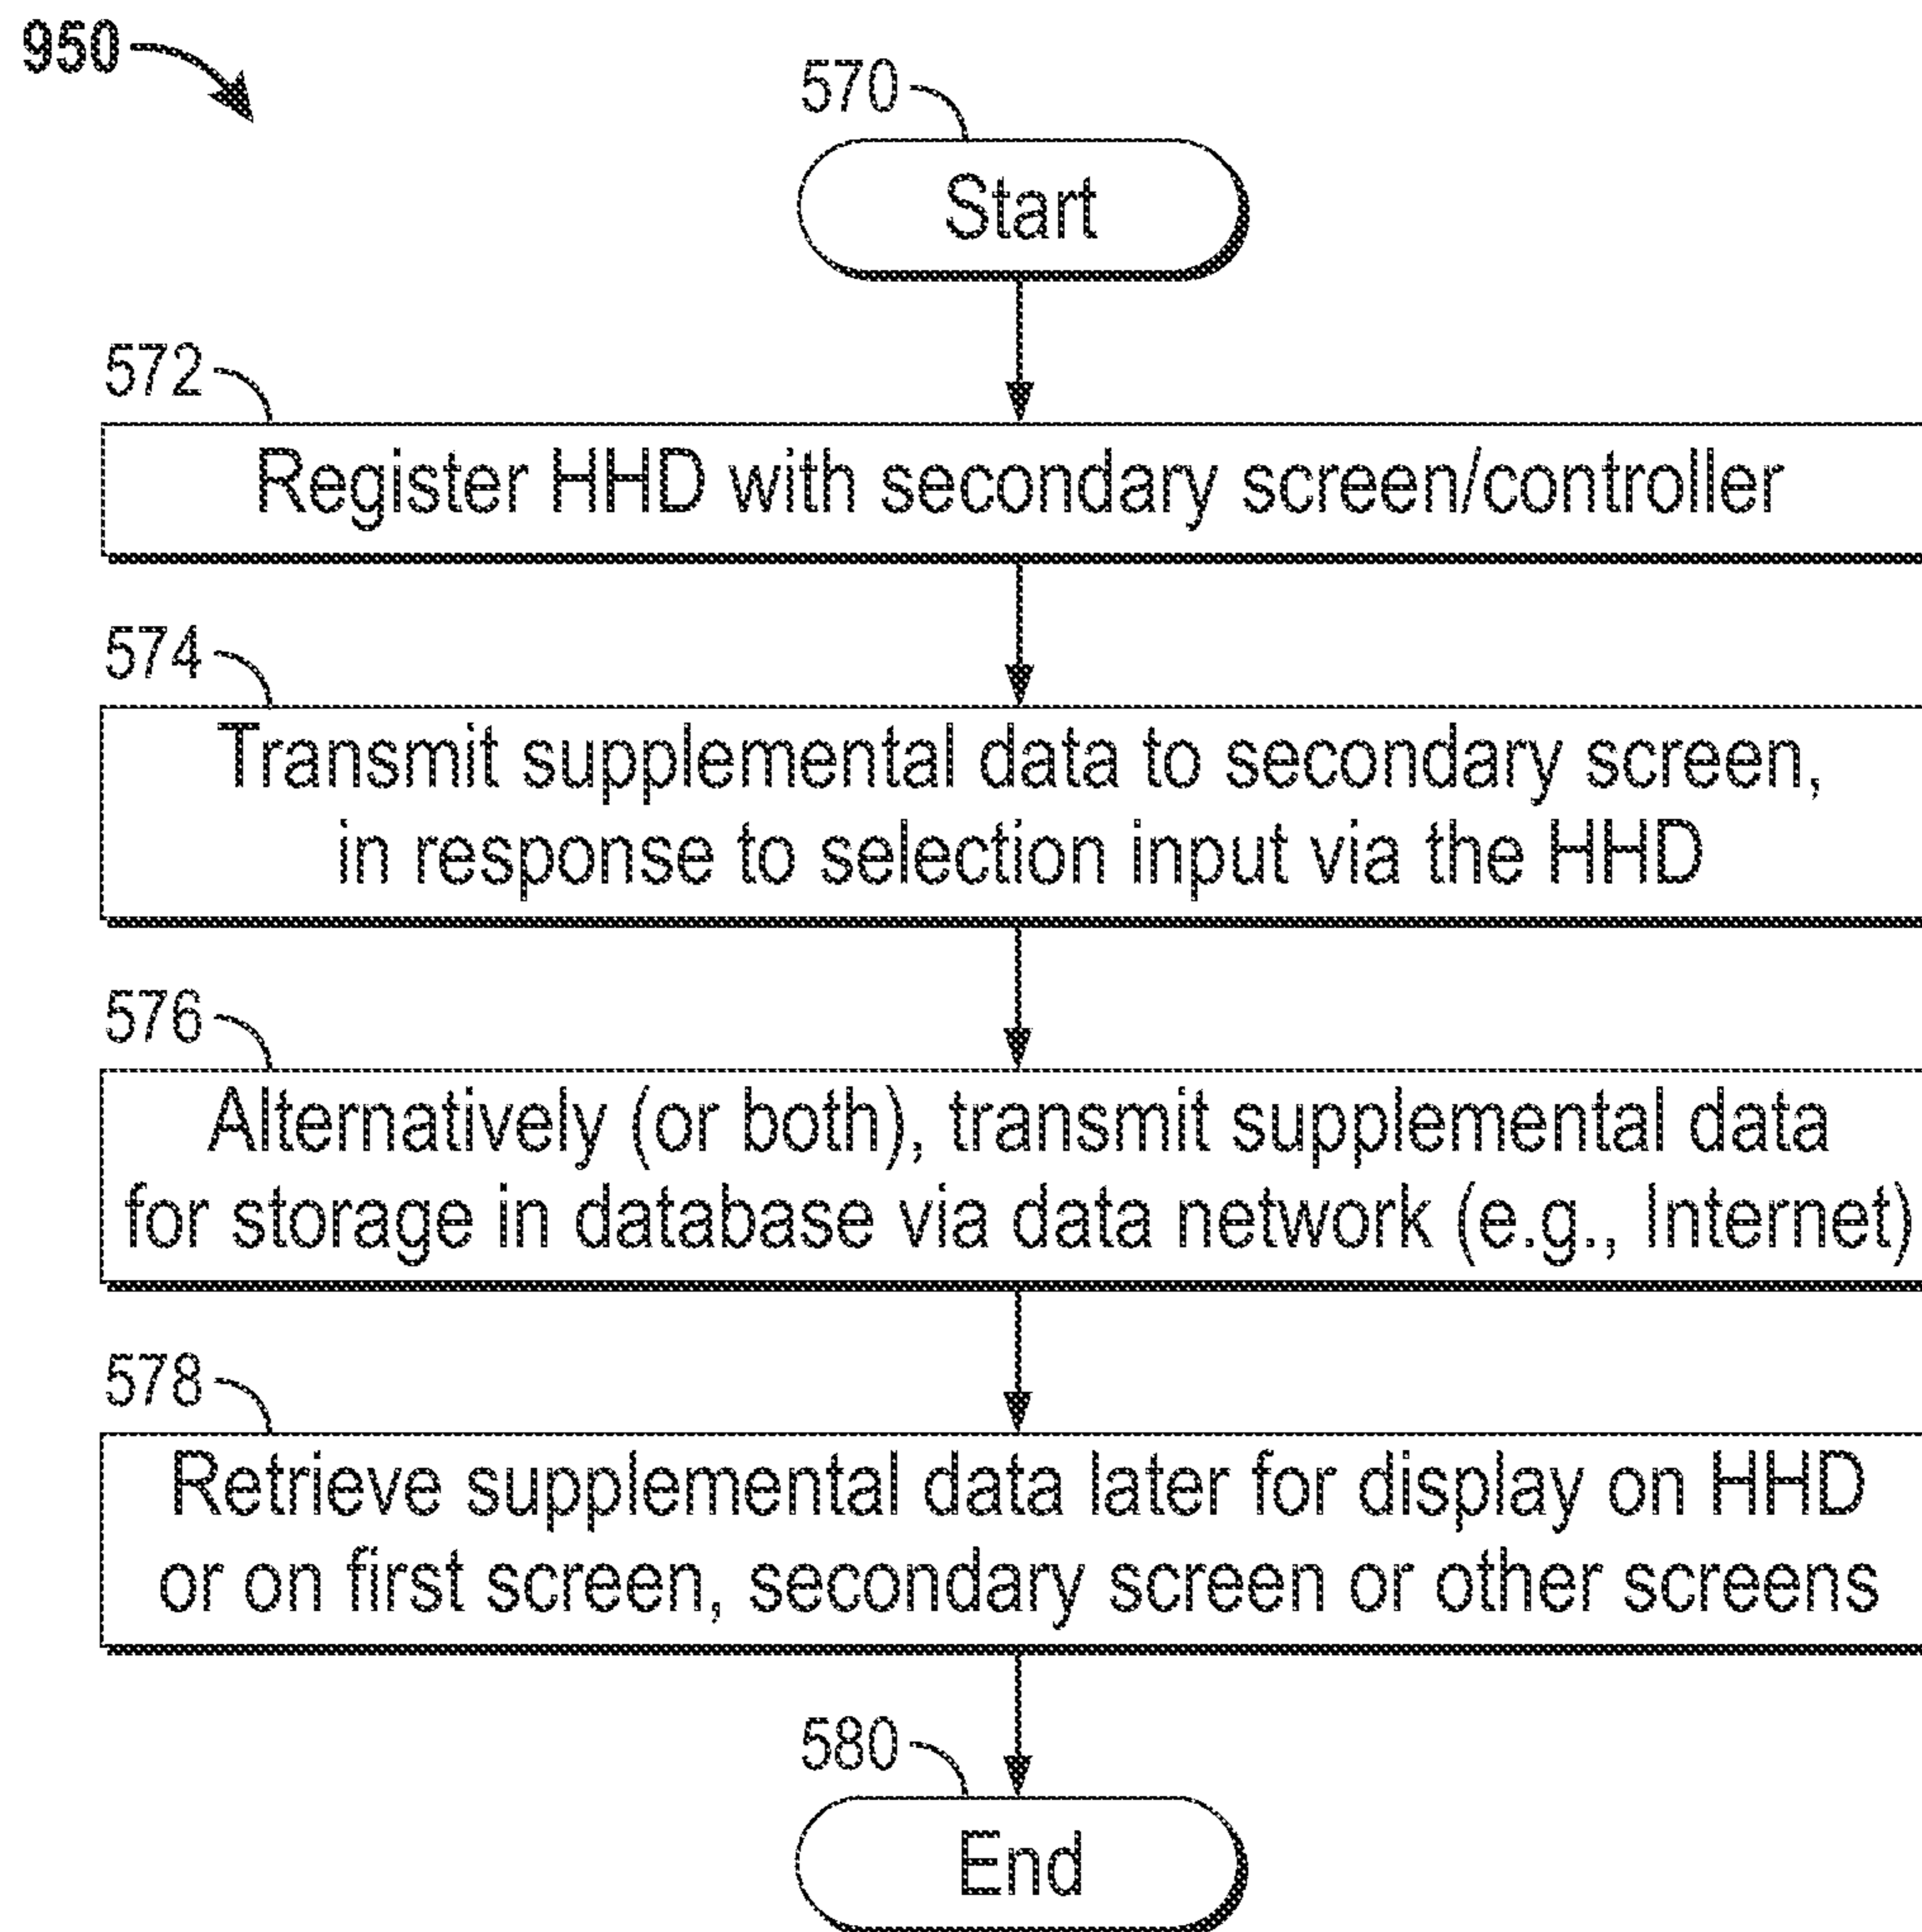 950
570
Start
572
Register HHD with secondary screen/controller
574
Transmit supplemental data to secondary screen,
in response to selection input via the HHD
576
Alternatively (or both), transmit supplemental data
for storage in database via data network (e.g., Internet)
578
Retrieve supplemental data later for display on HHD
or on first screen, secondary screen or other screens
580
End